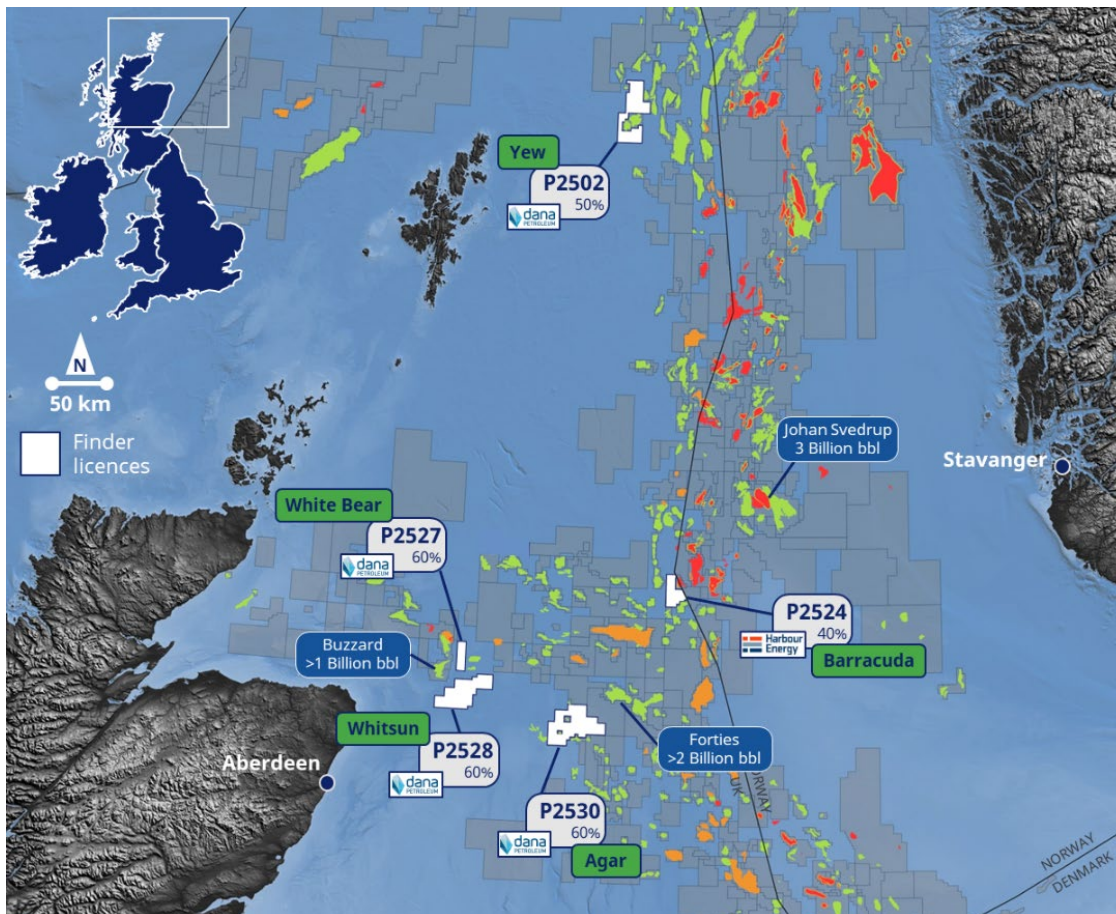 Yew
P2502
50%
dana
PETROLEUM
N
50 km
Finder
licences
Johan Svedrup
3 Billion bbl
Stavanger
White Bear
P2527
60%
dana
PETROLEUM
P2524
40%
Harbour
Energy
Barracuda
Buzzard
>1 Billion bbl
Whitsun
P2528
60%
dana
PETROLEUM
Forties
>2 Billion bbl
Aberdeen
P2530
60%
dana
PETROLEUM
Agar
UK
NORWAY
NORWAY
DENMARK